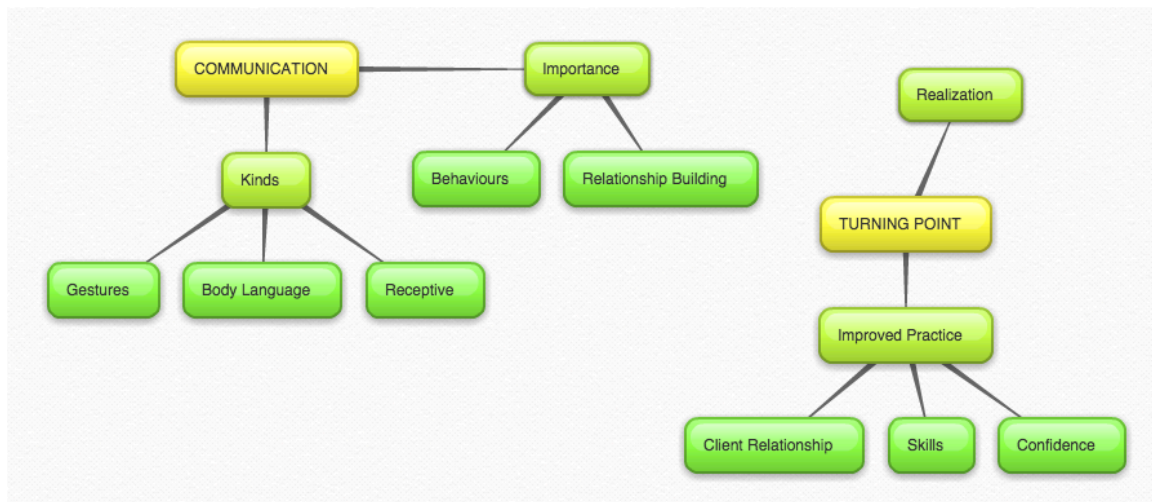 COMMUNICATION
Importance
Realization
Kinds
Behaviours
Relationship Building
TURNING POINT
Gestures
Body Language
Receptive
Improved Practice
Client Relationship
Skills
Confidence